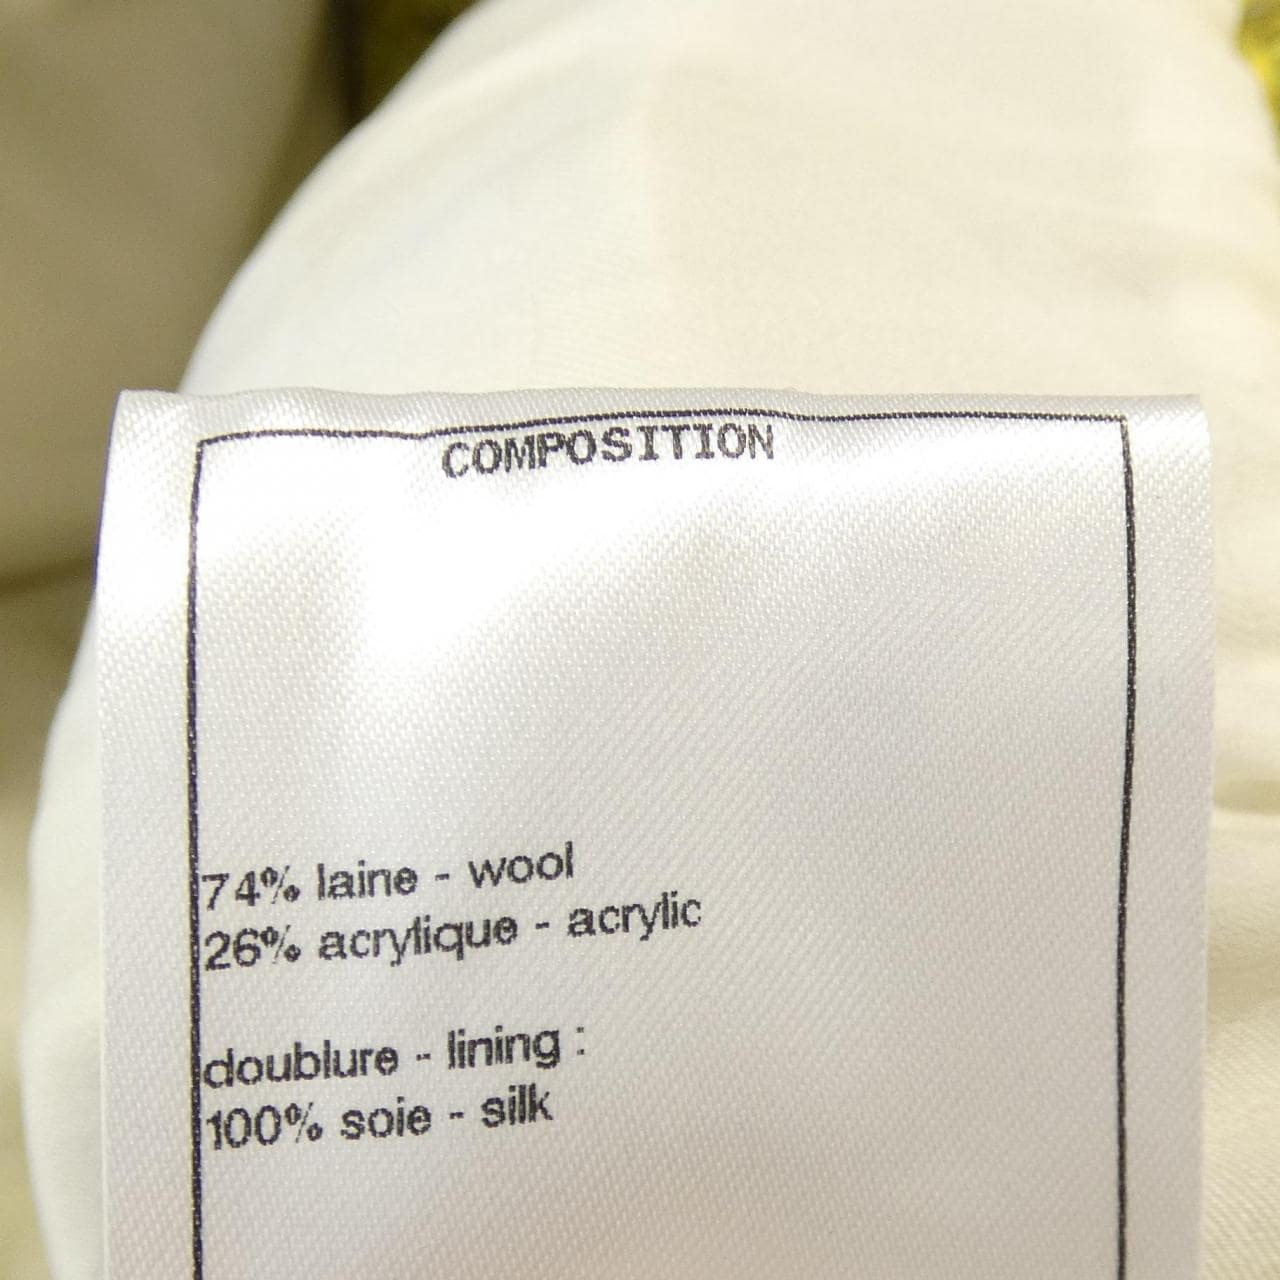 COMPOSITION
74% laine - wool
26% acrylique - acrylic
doublure - lining :
100% soie - silk